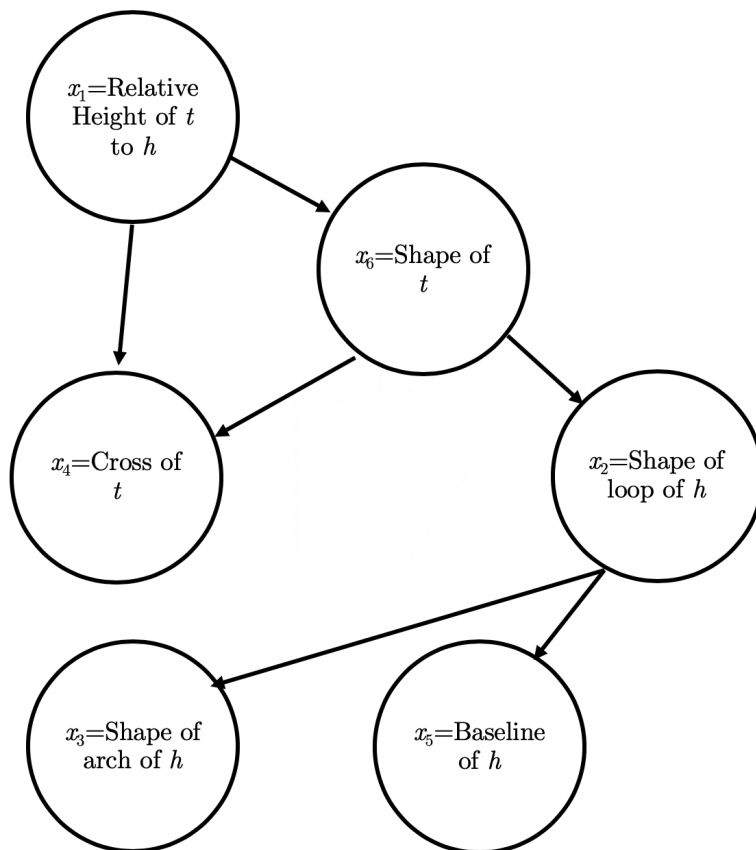 x₁=Relative
Height of t
to h
x₆=Shape of
t
x₄=Cross of
t
x₂=Shape of
loop of h
x₃=Shape of
arch of h
x₅=Baseline
of h